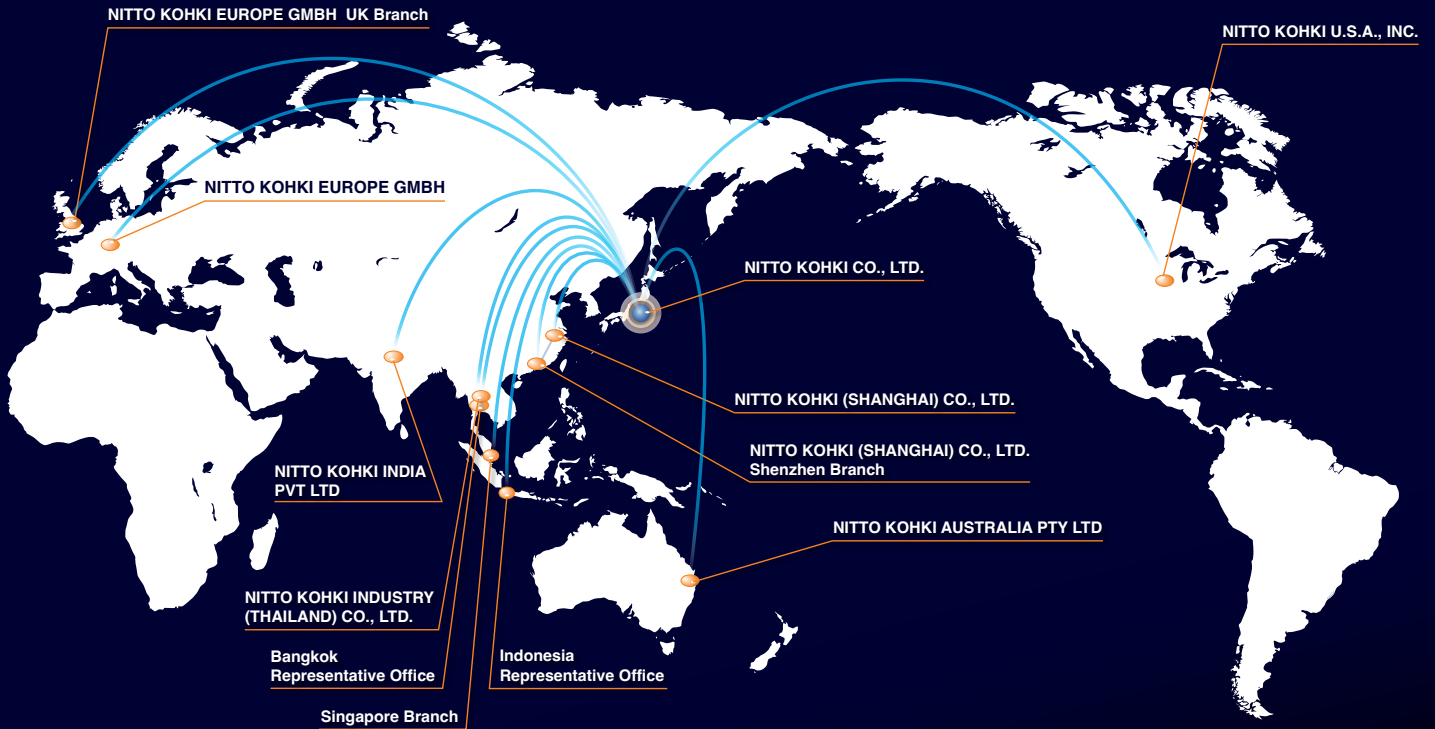 NITTO KOHKI EUROPE GMBH UK Branch
NITTO KOHKI U.S.A., INC.
NITTO KOHKI EUROPE GMBH
NITTO KOHKI CO., LTD.
NITTO KOHKI (SHANGHAI) CO., LTD.
NITTO KOHKI (SHANGHAI) CO., LTD.
Shenzhen Branch
NITTO KOHKI INDIA
PVT LTD
NITTO KOHKI AUSTRALIA PTY LTD
NITTO KOHKI INDUSTRY
(THAILAND) CO., LTD.
Bangkok
Representative Office
Indonesia
Representative Office
Singapore Branch